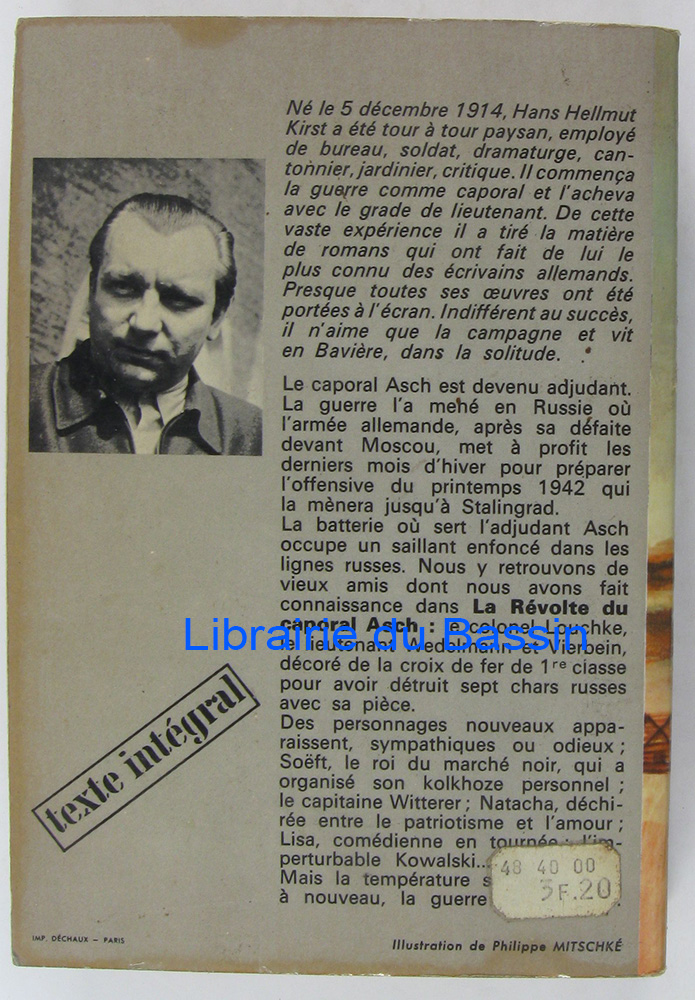 Né le 5 décembre 1914, Hans Hellmut
Kirst a été tour à tour paysan, employé
de bureau, soldat, dramaturge, can-
tonnier, jardinier, critique. Il commença
la guerre comme caporal et l'acheva
avec le grade de lieutenant. De cette
vaste expérience il a tiré la matière
de romans qui ont fait de lui le
plus connu des écrivains allemands.
Presque toutes ses œuvres ont été
portées à l'écran. Indifférent au succès,
il n'aime que la campagne et vit
en Bavière, dans la solitude.
Le caporal Asch est devenu adjudant.
La guerre l'a mené en Russie où
l'armée allemande, après sa défaite
devant Moscou, met à profit les
derniers mois d'hiver pour préparer
l'offensive du printemps 1942 qui
la mènera jusqu'à Stalingrad.
La batterie où sert l'adjudant Asch
occupe un saillant enfoncé dans les
lignes russes. Nous y retrouvons de
vieux amis dont nous avons fait
connaissance dans La Révolte du
caporal Asch : le colonel Louchke,
Librairie du Bassin
le lieutenant Wedelmann et Vierbein,
décoré de la croix de fer de 1re classe
pour avoir détruit sept chars russes
avec sa pièce.
Des personnages nouveaux appa-
raissent, sympathiques ou odieux ;
Soëft, le roi du marché noir, qui a
organisé son kolkhoze personnel ;
le capitaine Witterer ; Natacha, déchi-
rée entre le patriotisme et l'amour ;
Lisa, comédienne en tournée ; l'im-
perturbable Kowalski...
Mais la température
à nouveau, la guerre
48 40 00
3F.20
texte intégral
IMP. DÉCHAUX – PARIS
Illustration de Philippe MITSCHKÉ